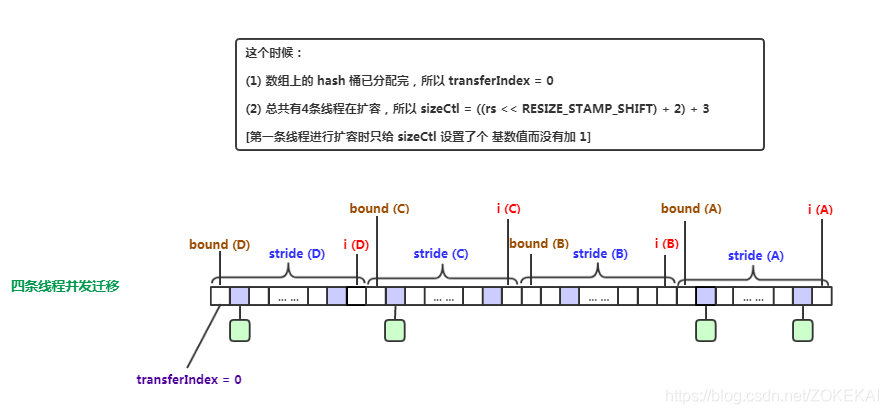 这个时候：
(1) 数组上的 hash 桶已分配完，所以 transferIndex = 0
(2) 总共有4条线程在扩容，所以 sizeCtl = ((rs << RESIZE_STAMP_SHIFT) + 2) + 3
[第一条线程进行扩容时只给 sizeCtl 设置了个 基数值而没有加 1]
bound (C)
i (C)
bound (A)
i (A)
bound (D)
stride (D)
i (D)
stride (C)
bound (B)
stride (B)
i (B)
stride (A)
四条线程并发迁移
... ...
... ...
... ...
... ...
transferIndex = 0
https://blog.csdn.net/ZOKEKAI